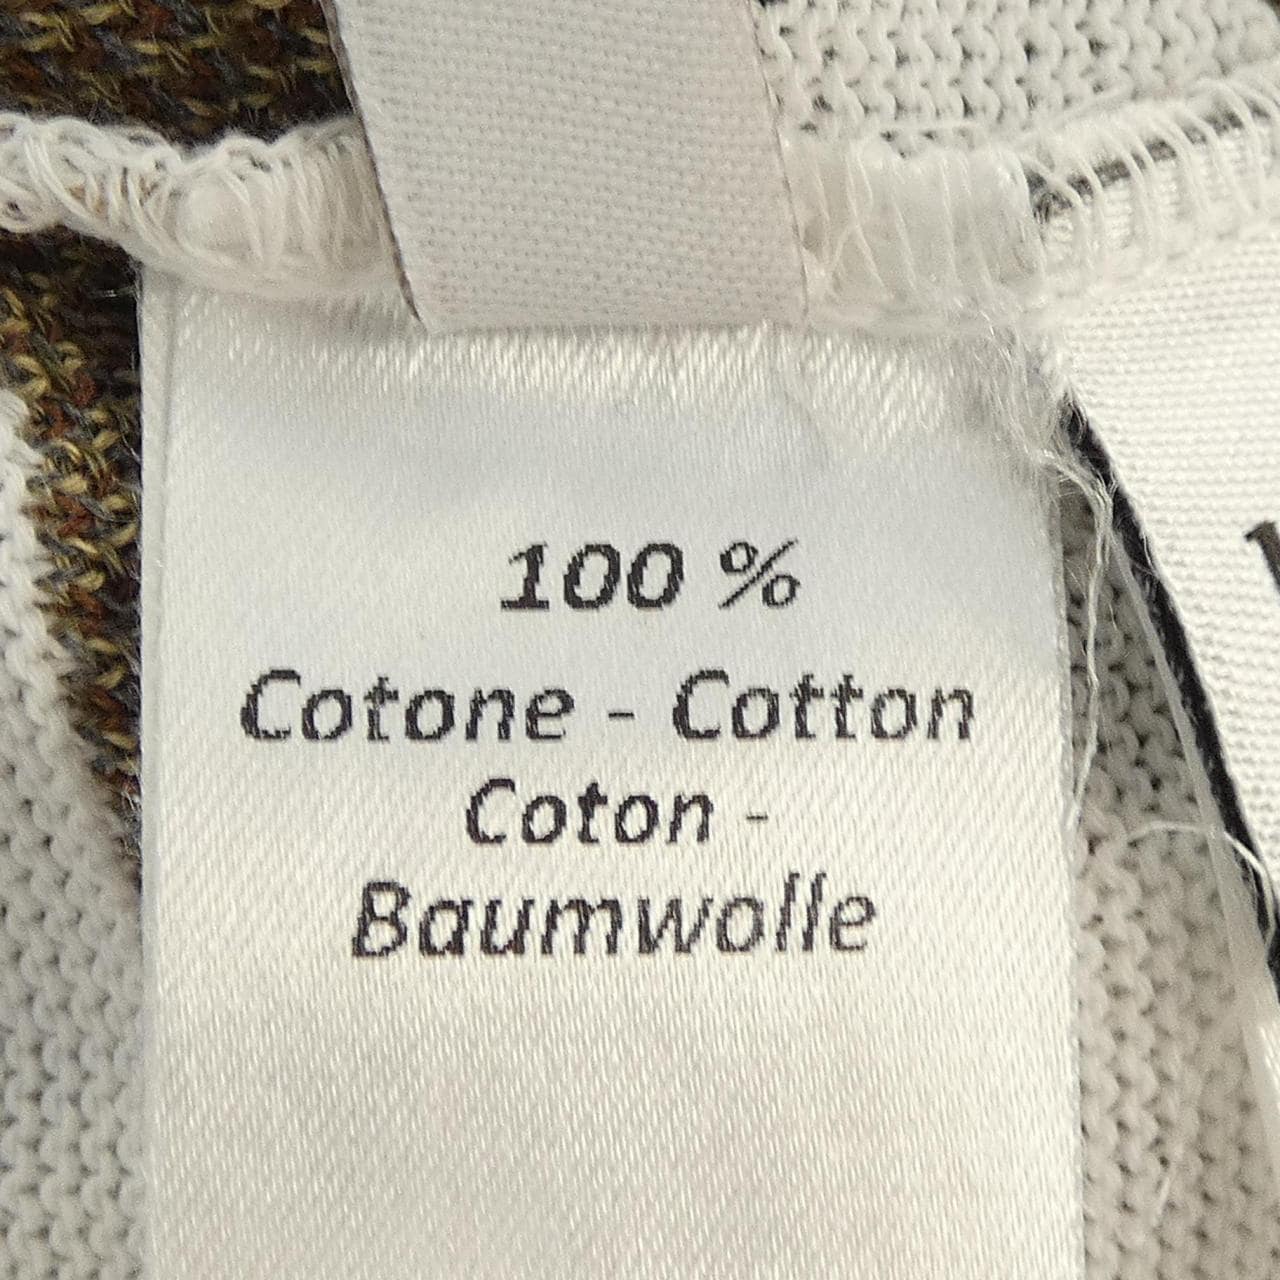 100 %
Cotone - Cotton
Coton -
Baumwolle